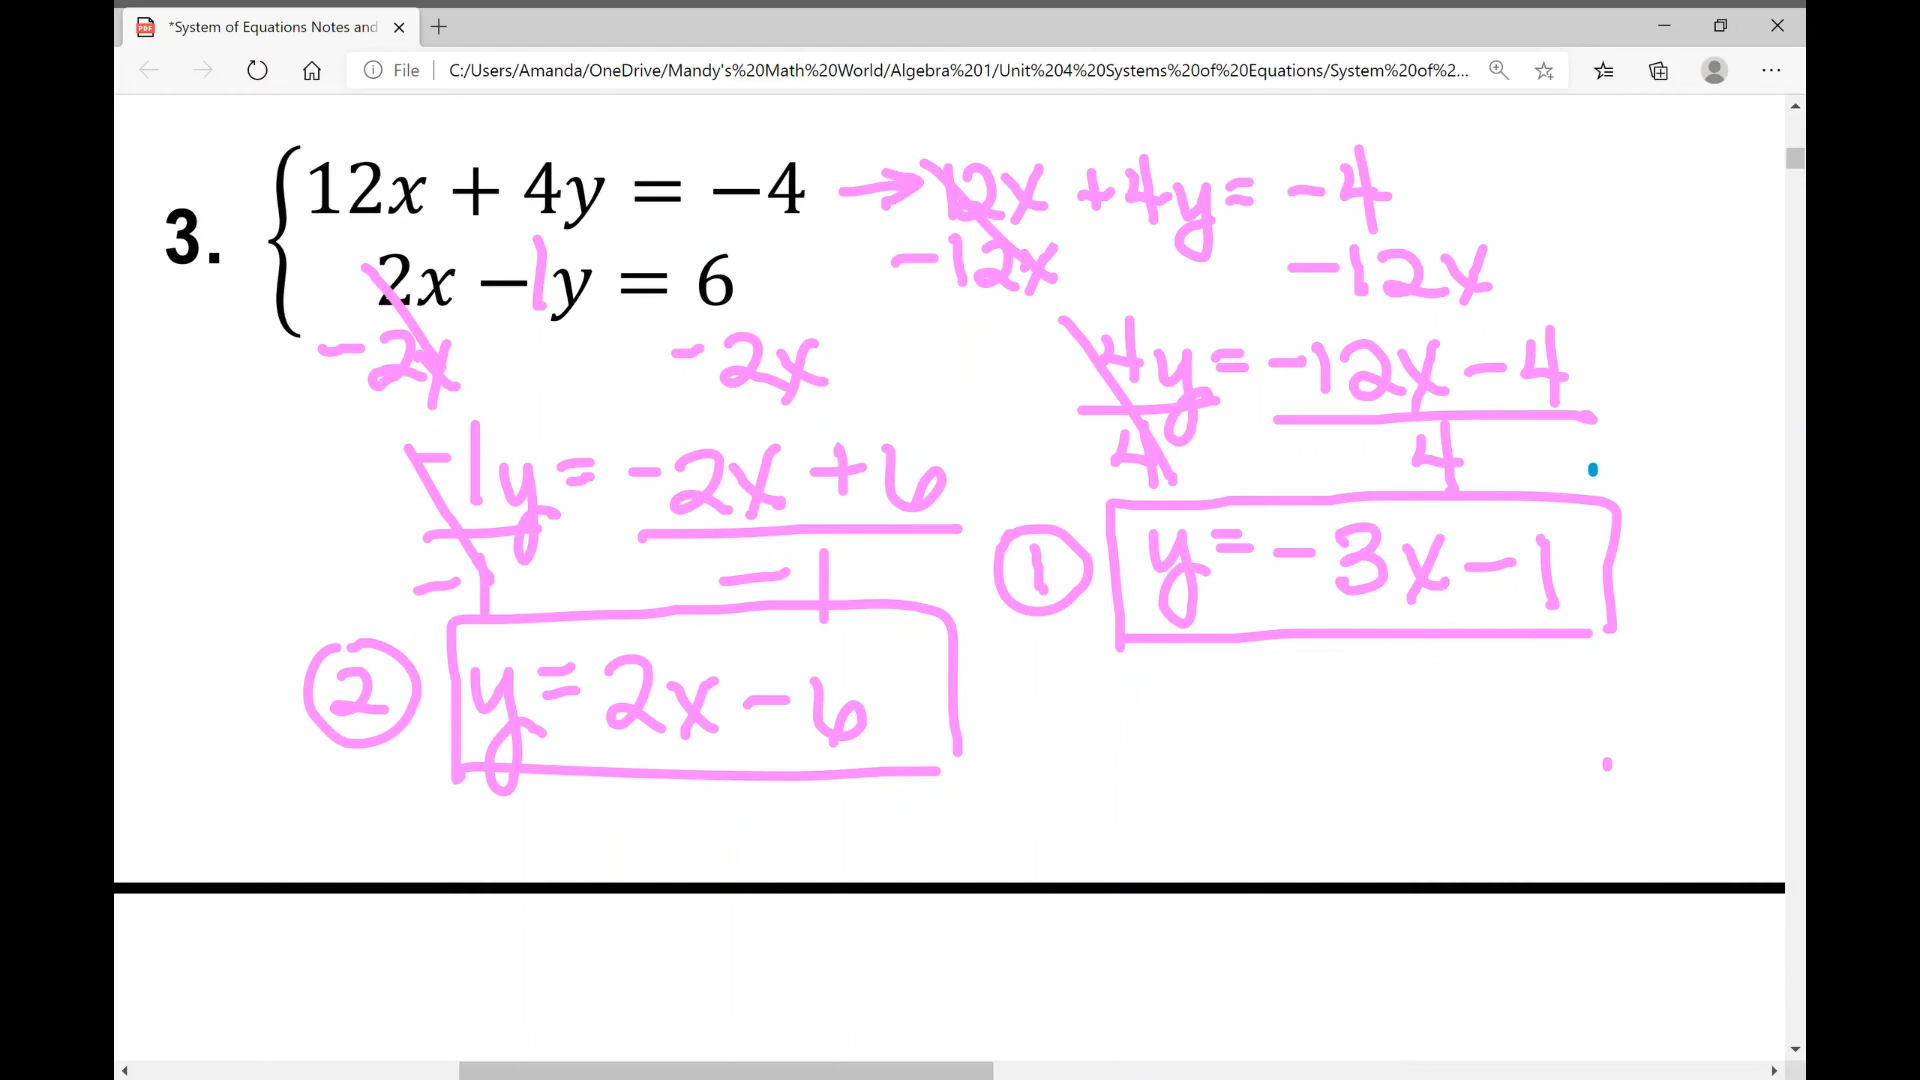 *System of Equations Notes and
File C:/Users/Amanda/OneDrive/Mandy's%20Math%20World/Algebra%201/Unit%204%20Systems%20of%20Equations/System%20of%2...
3.
12x + 4y = −4 → 12x + 4y = -4
-12x -12x
2x − 1y = 6
-2x -2x
4y = -12x - 4
4 4
-1y = -2x + 6
-1 -1
① y = -3x - 1
② y = 2x - 6